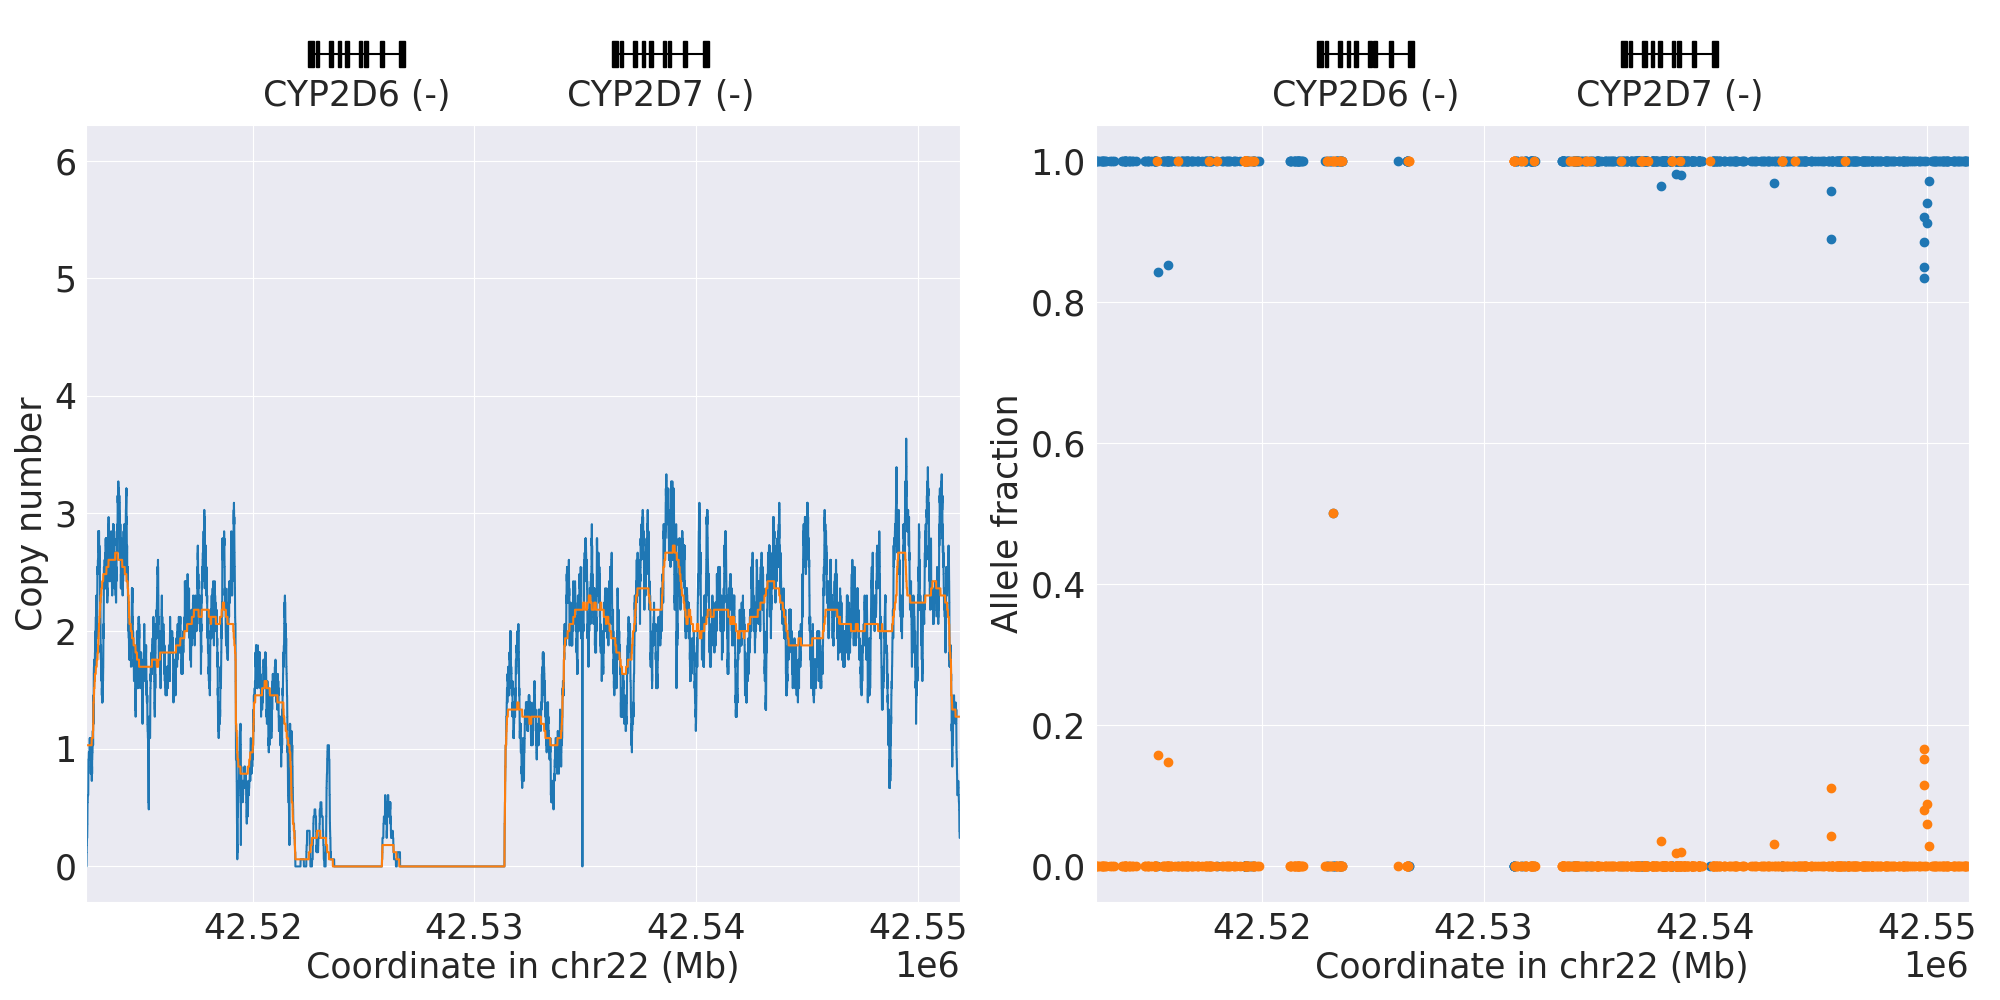 CYP2D6 (-)
CYP2D7 (-)
CYP2D6 (-)
CYP2D7 (-)
Copy number
6
5
4
3
2
1
0
42.52
42.53
42.54
42.55
Coordinate in chr22 (Mb)
1e6
Allele fraction
1.0
0.8
0.6
0.4
0.2
0.0
42.52
42.53
42.54
42.55
Coordinate in chr22 (Mb)
1e6